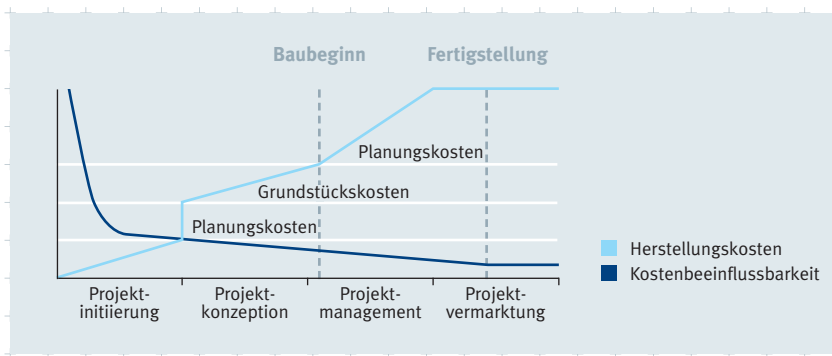 Baubeginn
Fertigstellung
Planungskosten
Grundstückskosten
Planungskosten
Herstellungskosten
Kostenbeeinflussbarkeit
Projekt-
initiierung
Projekt-
konzeption
Projekt-
management
Projekt-
vermarktung